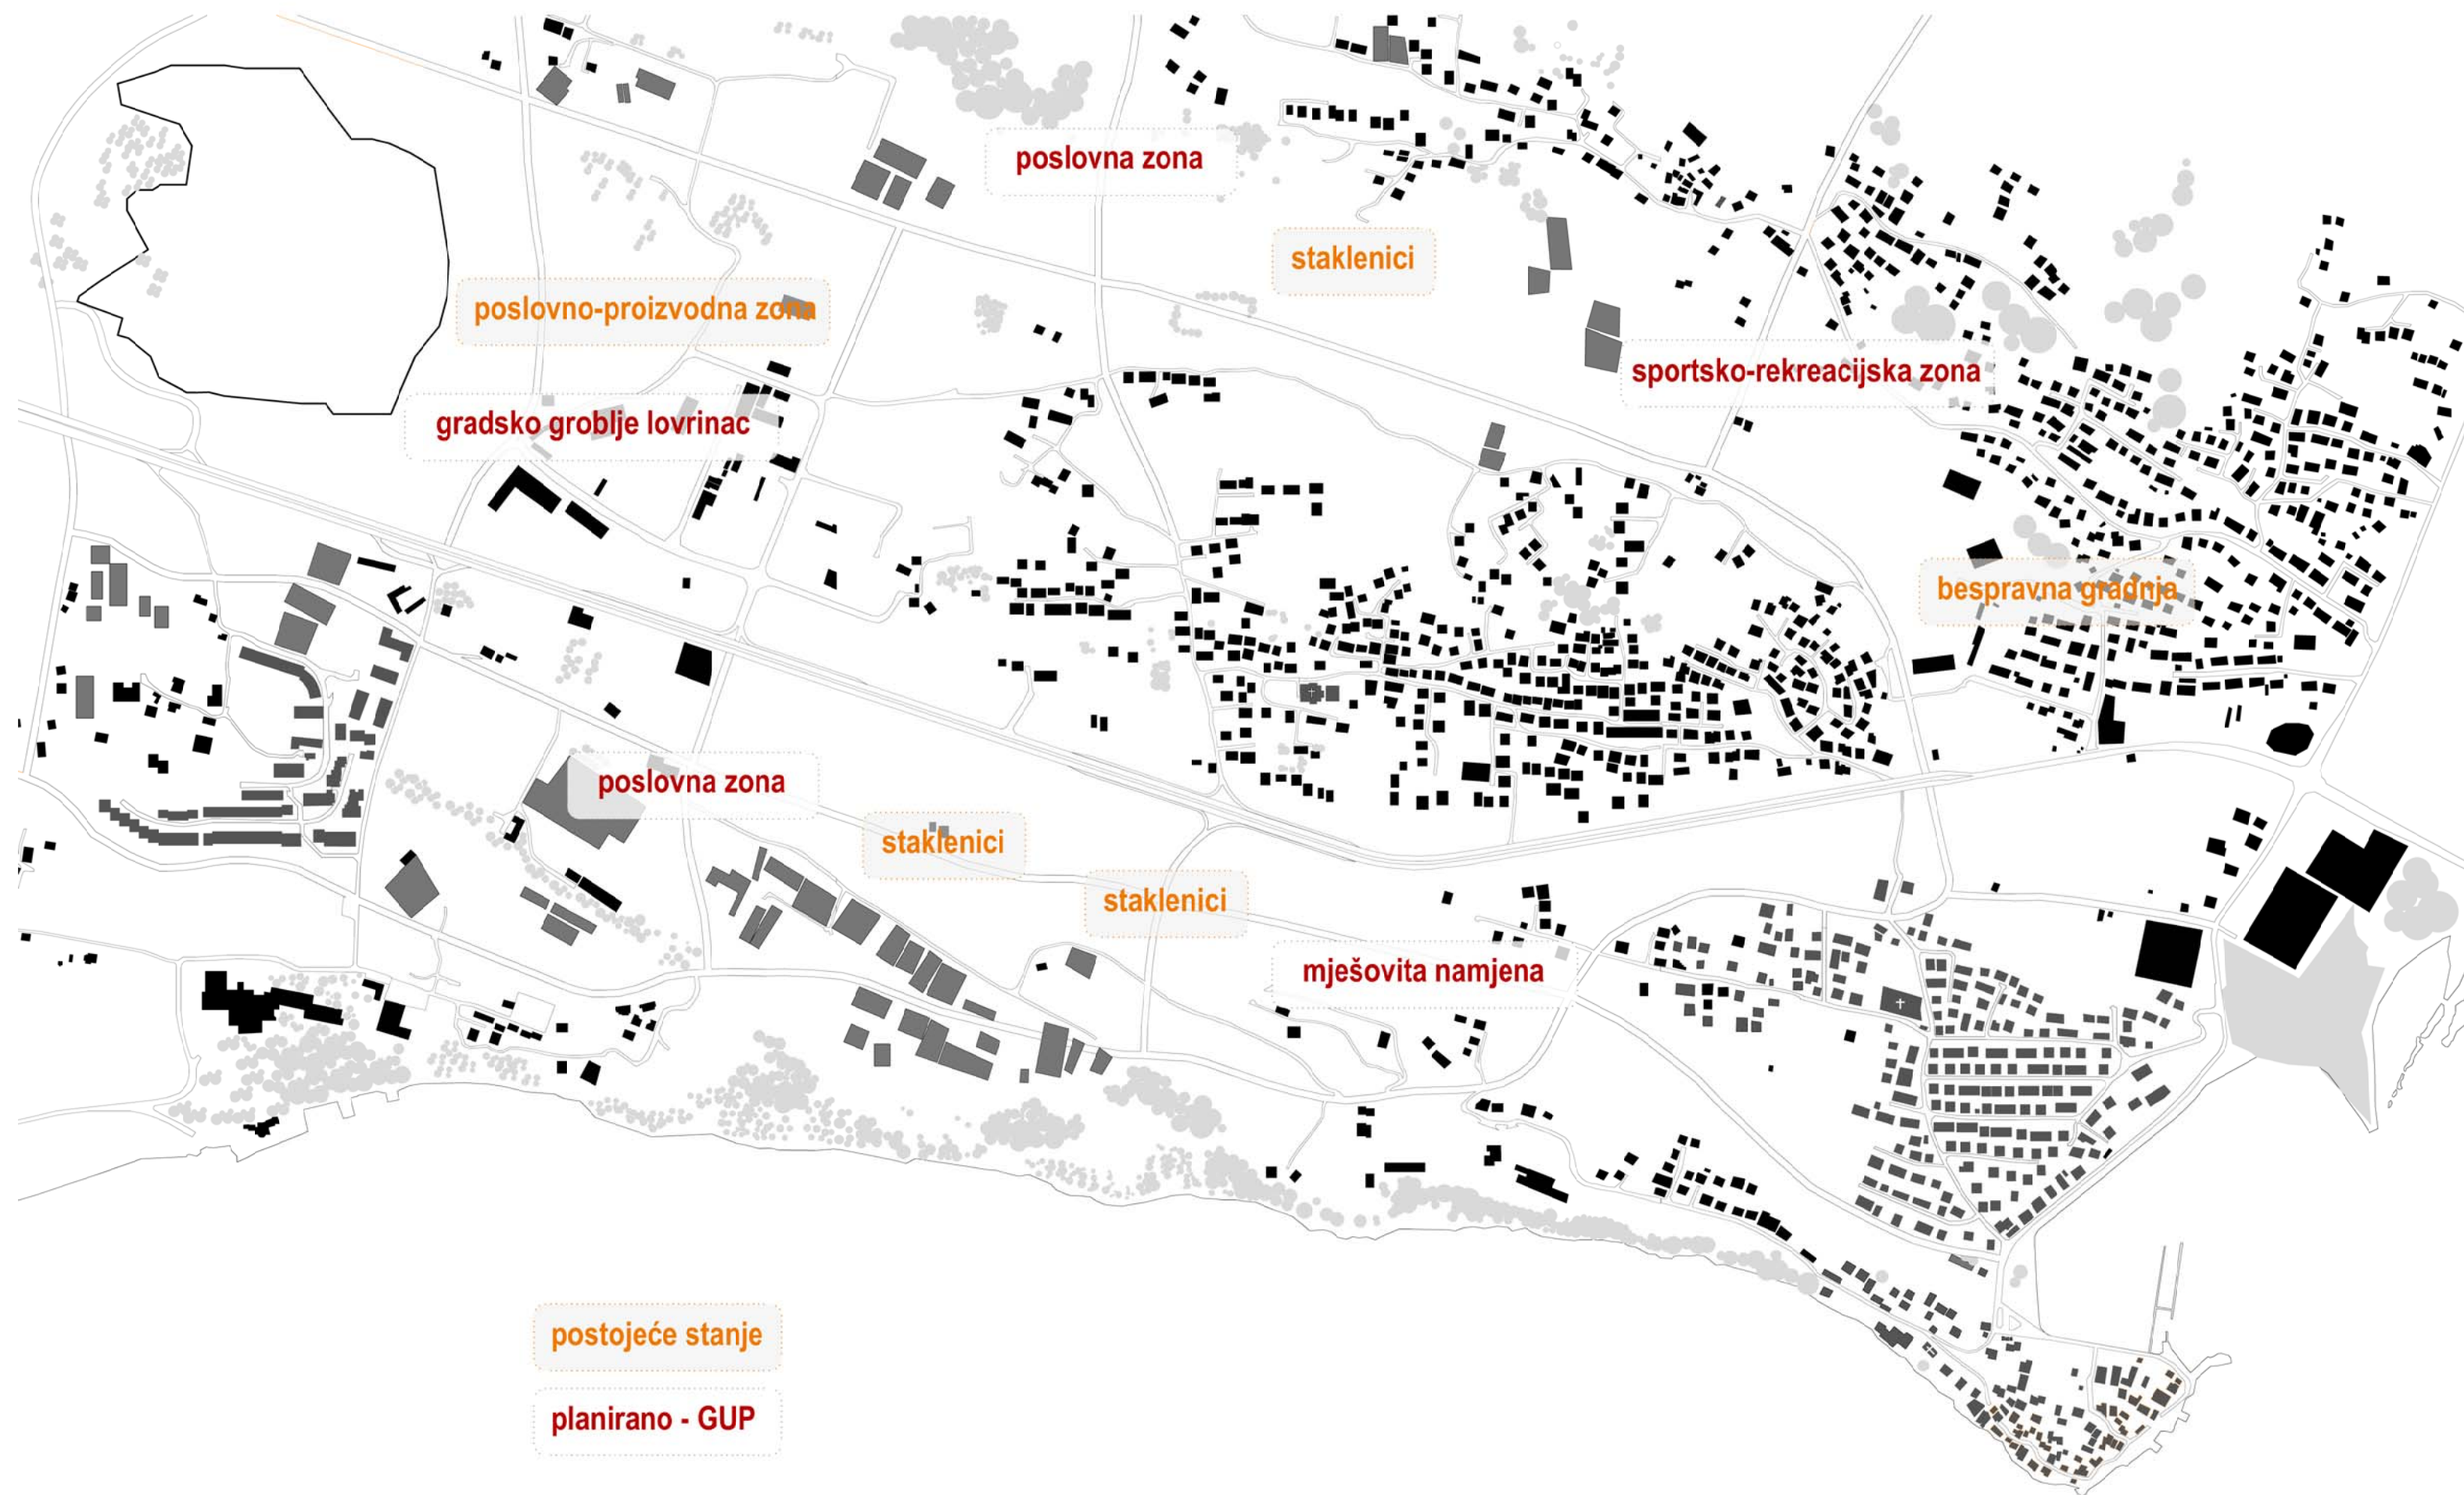 poslovna zona
staklenici
poslovno-proizvodna zona
sportsko-rekreacijska zona
gradsko groblje lovrinac
bespravna gradnja
poslovna zona
staklenici
staklenici
mješovita namjena
postojeće stanje
planirano - GUP